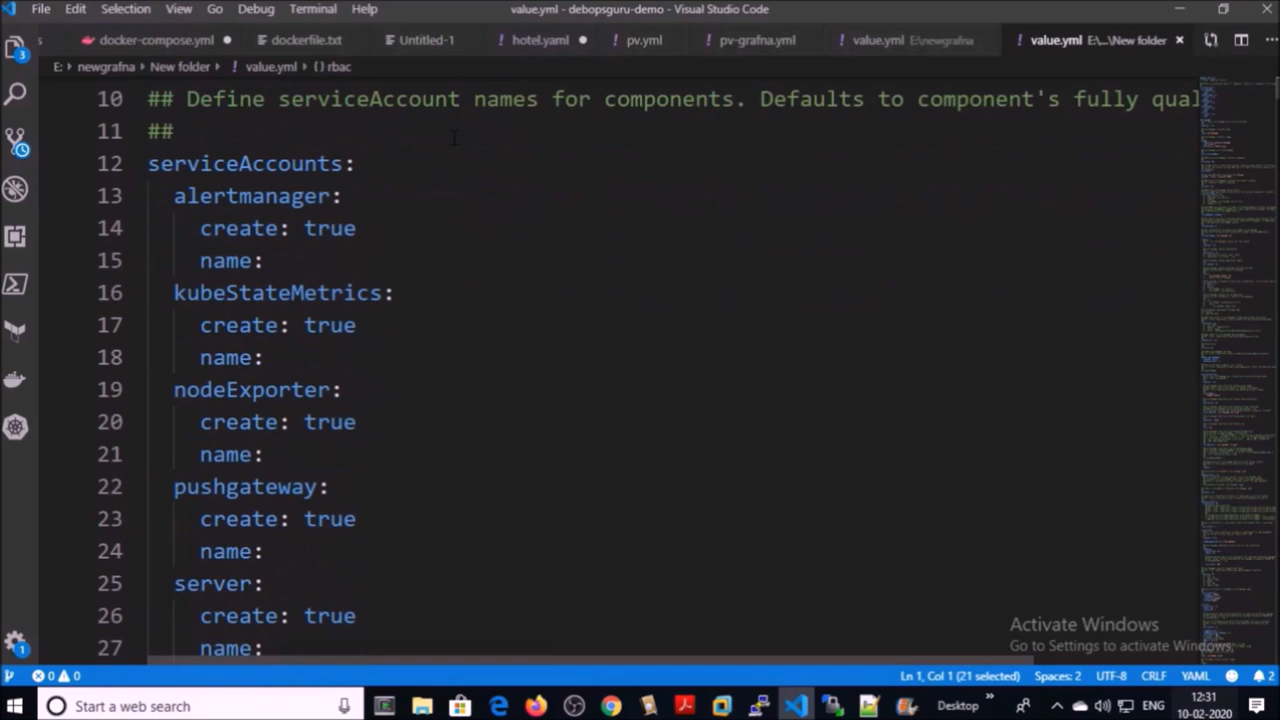 File Edit Selection View Go Debug Terminal Help value.yml - debopsguru-demo - Visual Studio Code
docker-compose.yml dockerfile.txt Untitled-1 ! hotel.yaml ! pv.yml ! pv-grafna.yml ! value.yml E:\newgrafna ! value.yml E:\...\New folder
E: > newgrafna > New folder > ! value.yml > {} rbac
10 ## Define serviceAccount names for components. Defaults to component's fully qual
11 ##
12 serviceAccounts:
13 alertmanager:
14 create: true
15 name:
16 kubeStateMetrics:
17 create: true
18 name:
19 nodeExporter:
20 create: true
21 name:
22 pushgateway:
23 create: true
24 name:
25 server:
26 create: true
27 name:
Activate Windows
Go to Settings to activate Windows.
0 0 Ln 1, Col 1 (21 selected) Spaces: 2 UTF-8 CRLF YAML 2
Start a web search Desktop ENG 12:31
10-02-2020
3
1